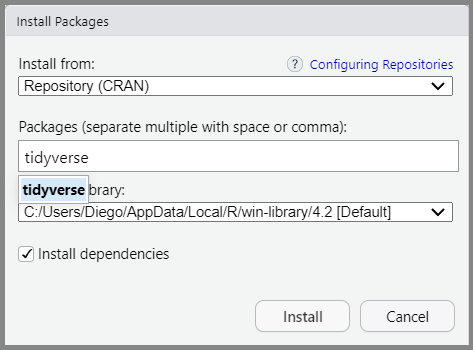 Install Packages
Install from:
? Configuring Repositories
Repository (CRAN)
Packages (separate multiple with space or comma):
tidyverse
tidyverse brary:
C:/Users/Diego/AppData/Local/R/win-library/4.2 [Default]
Install dependencies
Install Cancel